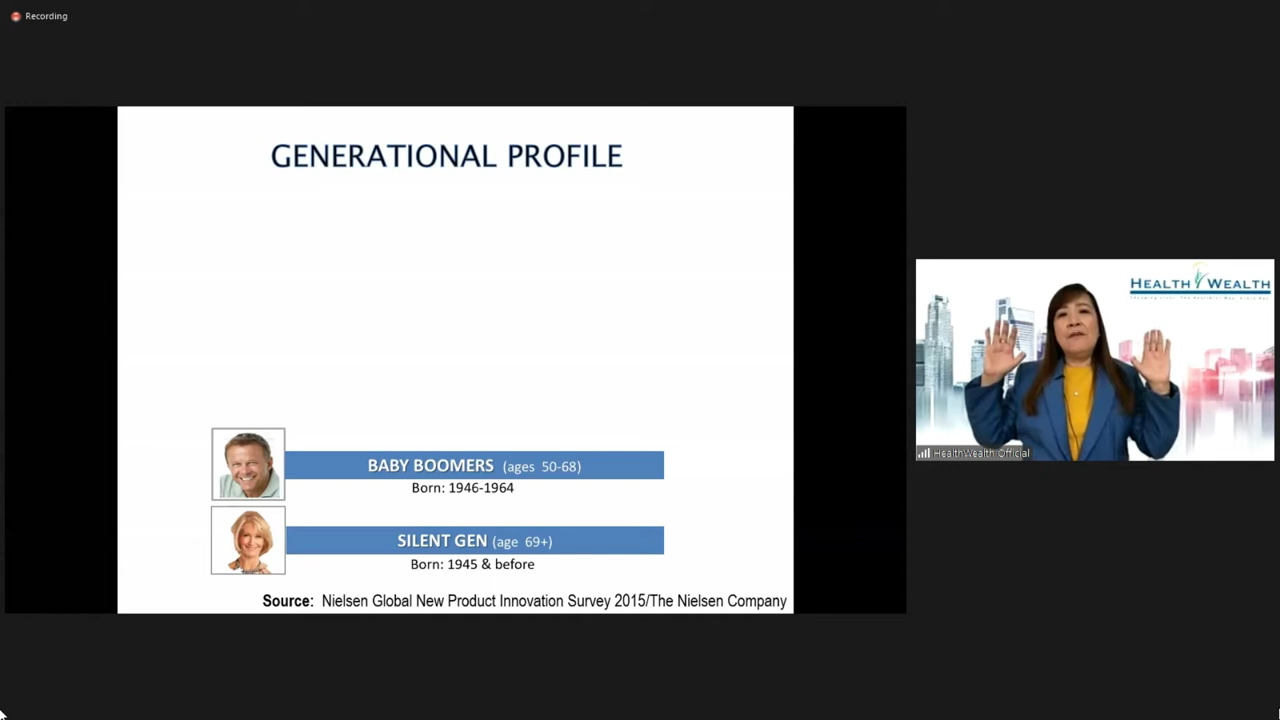 Recording
GENERATIONAL PROFILE
BABY BOOMERS (ages 50-68)
Born: 1946-1964
SILENT GEN (age 69+)
Born: 1945 & before
Source: Nielsen Global New Product Innovation Survey 2015/The Nielsen Company
HEALTH WEALTH
HealthWealth Official